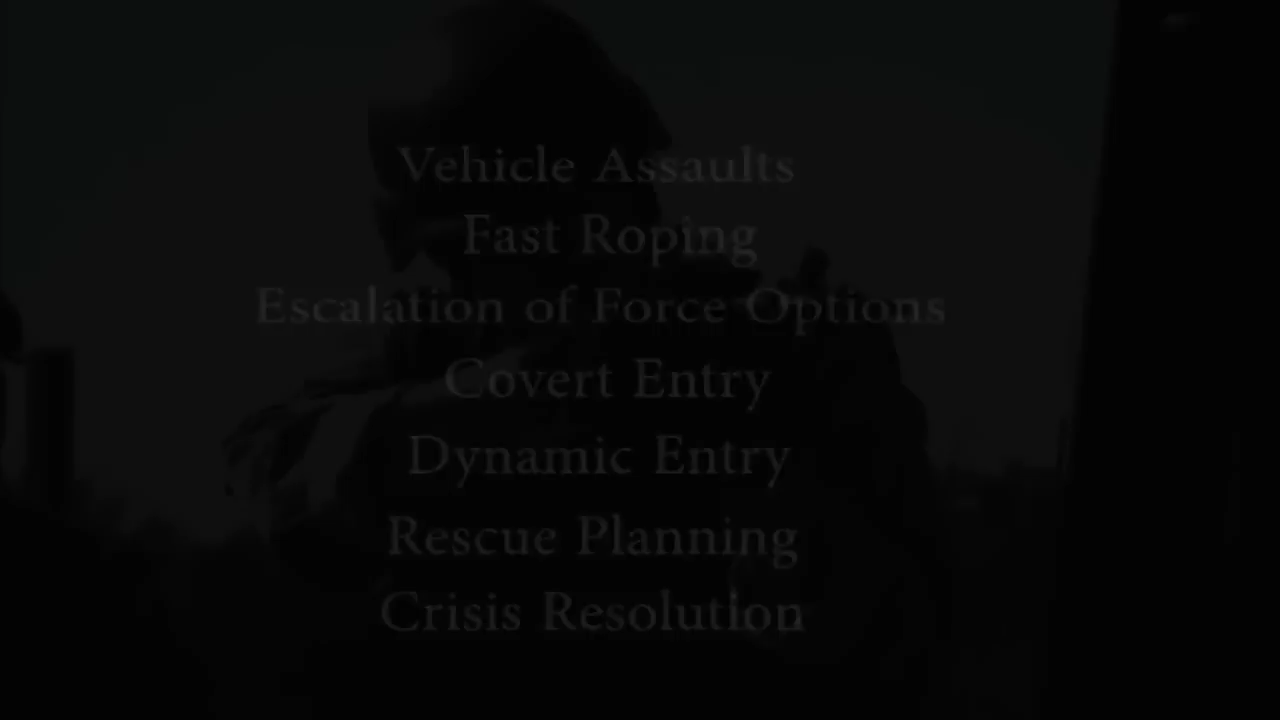 Vehicle Assaults
Fast Roping
Escalation of Force Options
Covert Entry
Dynamic Entry
Rescue Planning
Crisis Resolution